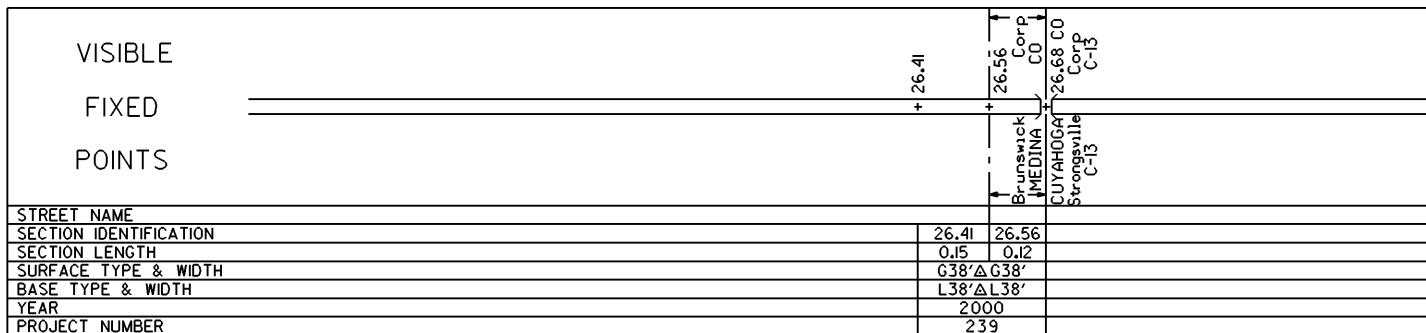 VISIBLE
FIXED
POINTS
26.41
26.56
Corp
CO
26.68 CO
Corp
C-13
Brunswick
MEDINA
CUYAHOGA
Strongsville
C-13
STREET NAME
SECTION IDENTIFICATION 26.41 26.56
SECTION LENGTH 0.15 0.12
SURFACE TYPE & WIDTH G38'△G38'
BASE TYPE & WIDTH L38'△L38'
YEAR 2000
PROJECT NUMBER 239